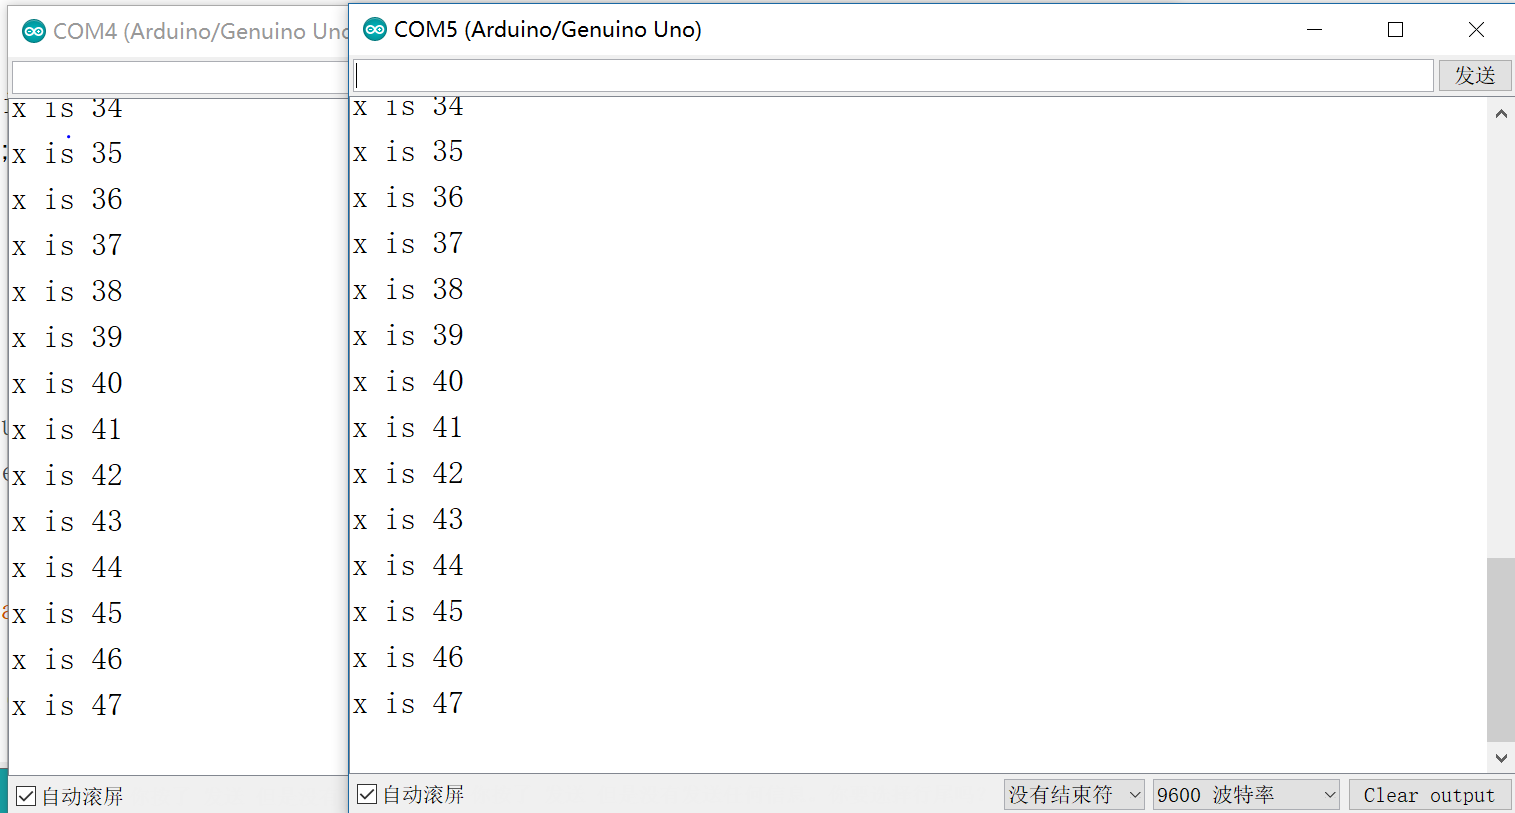 COM4 (Arduino/Genuino Uno
x is 34
x is 35
x is 36
x is 37
x is 38
x is 39
x is 40
x is 41
x is 42
x is 43
x is 44
x is 45
x is 46
x is 47
自动滚屏
COM5 (Arduino/Genuino Uno)
发送
x is 34
x is 35
x is 36
x is 37
x is 38
x is 39
x is 40
x is 41
x is 42
x is 43
x is 44
x is 45
x is 46
x is 47
自动滚屏
没有结束符
9600 波特率
Clear output